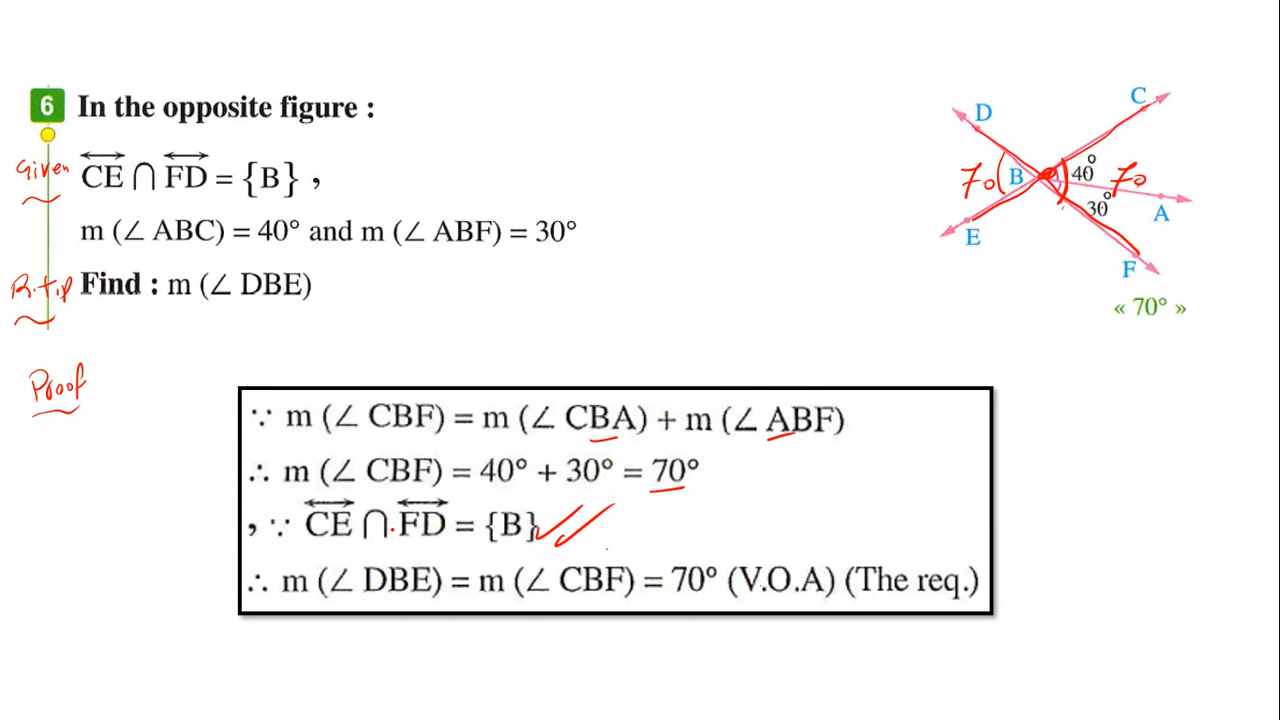 6 In the opposite figure :
Given
CE ∩ FD = {B} ,
m (∠ ABC) = 40° and m (∠ ABF) = 30°
R.t.p Find : m (∠ DBE)
D
C
70
B
40°
70
30°
A
E
F
« 70° »
Proof
∵ m (∠ CBF) = m (∠ CBA) + m (∠ ABF)
∴ m (∠ CBF) = 40° + 30° = 70°
, ∵ CE ∩ FD = {B}
∴ m (∠ DBE) = m (∠ CBF) = 70° (V.O.A) (The req.)